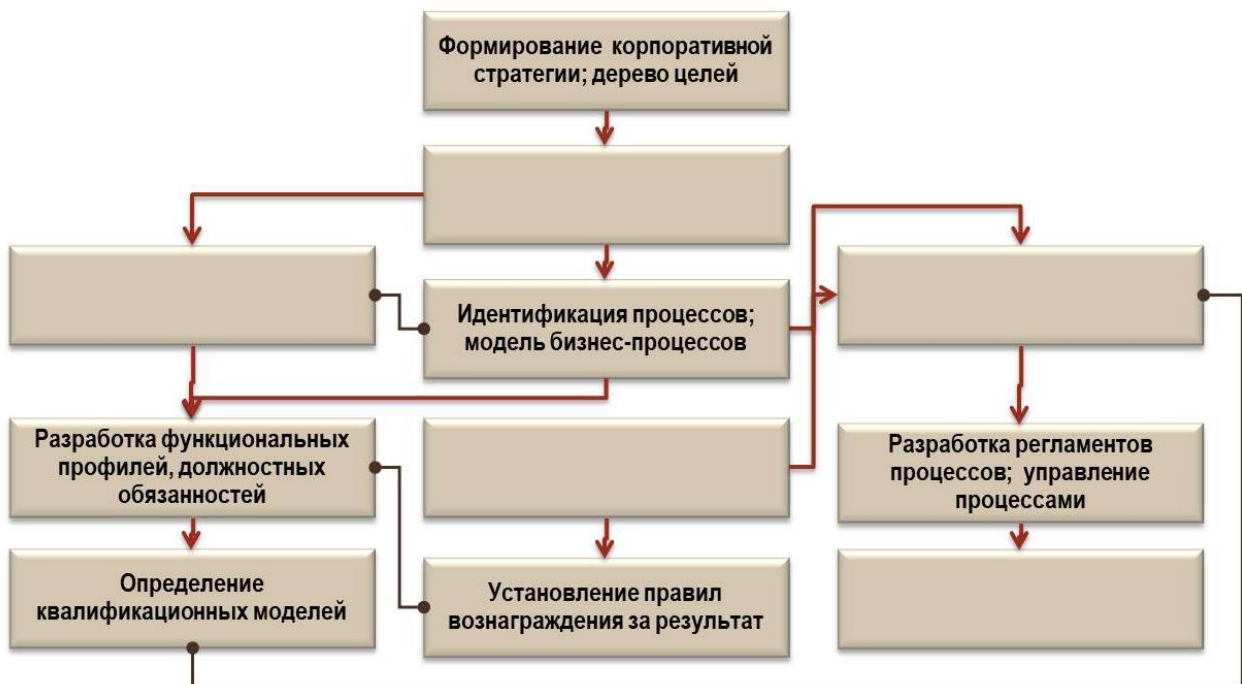 Формирование корпоративной
стратегии; дерево целей
Идентификация процессов;
модель бизнес-процессов
Разработка функциональных
профилей, должностных
обязанностей
Разработка регламентов
процессов; управление
процессами
Определение
квалификационных моделей
Установление правил
вознаграждения за результат